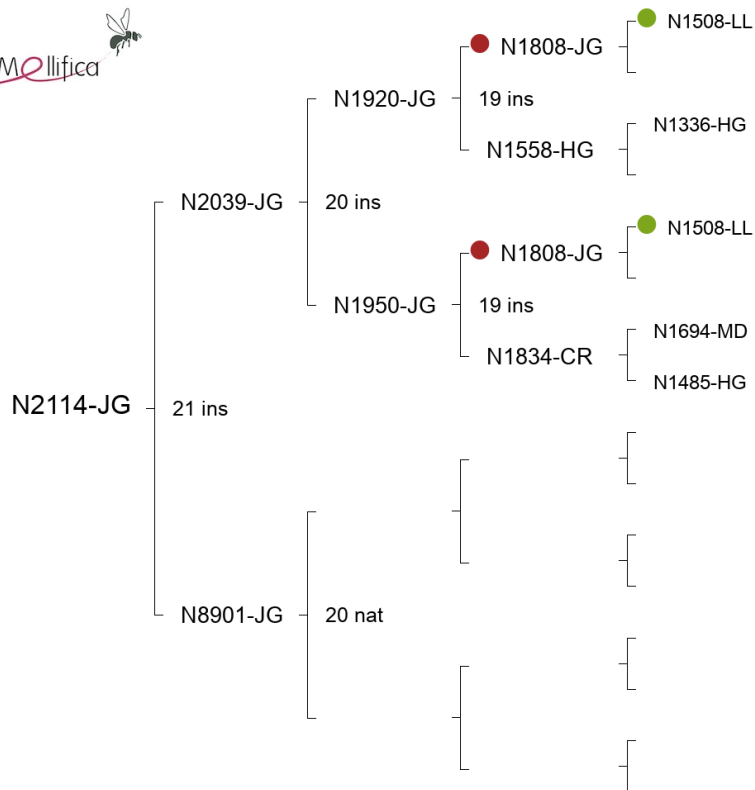 Mellifica
N1508-LL
N1808-JG
N1920-JG
19 ins
N1336-HG
N1558-HG
N2039-JG
20 ins
N1508-LL
N1808-JG
N1950-JG
19 ins
N1694-MD
N1834-CR
N1485-HG
N2114-JG
21 ins
N8901-JG
20 nat